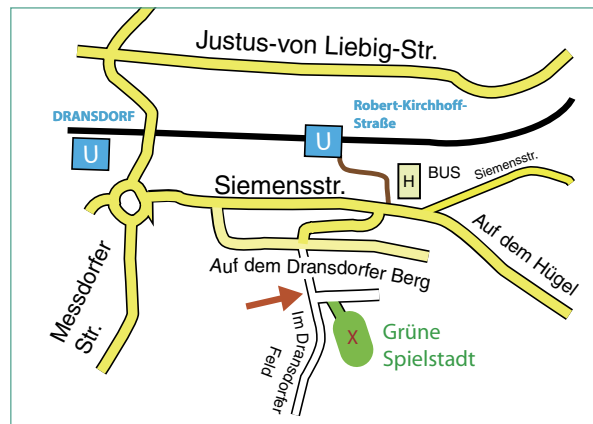 Justus-von Liebig-Str.
DRANSDORF
Robert-Kirchhoff-
Straße
U
U
H
BUS
Siemensstr.
Siemensstr.
Auf dem Hügel
Auf dem Dransdorfer Berg
Messdorfer
Str.
Im Dransdorfer
Feld
X
Grüne
Spielstadt